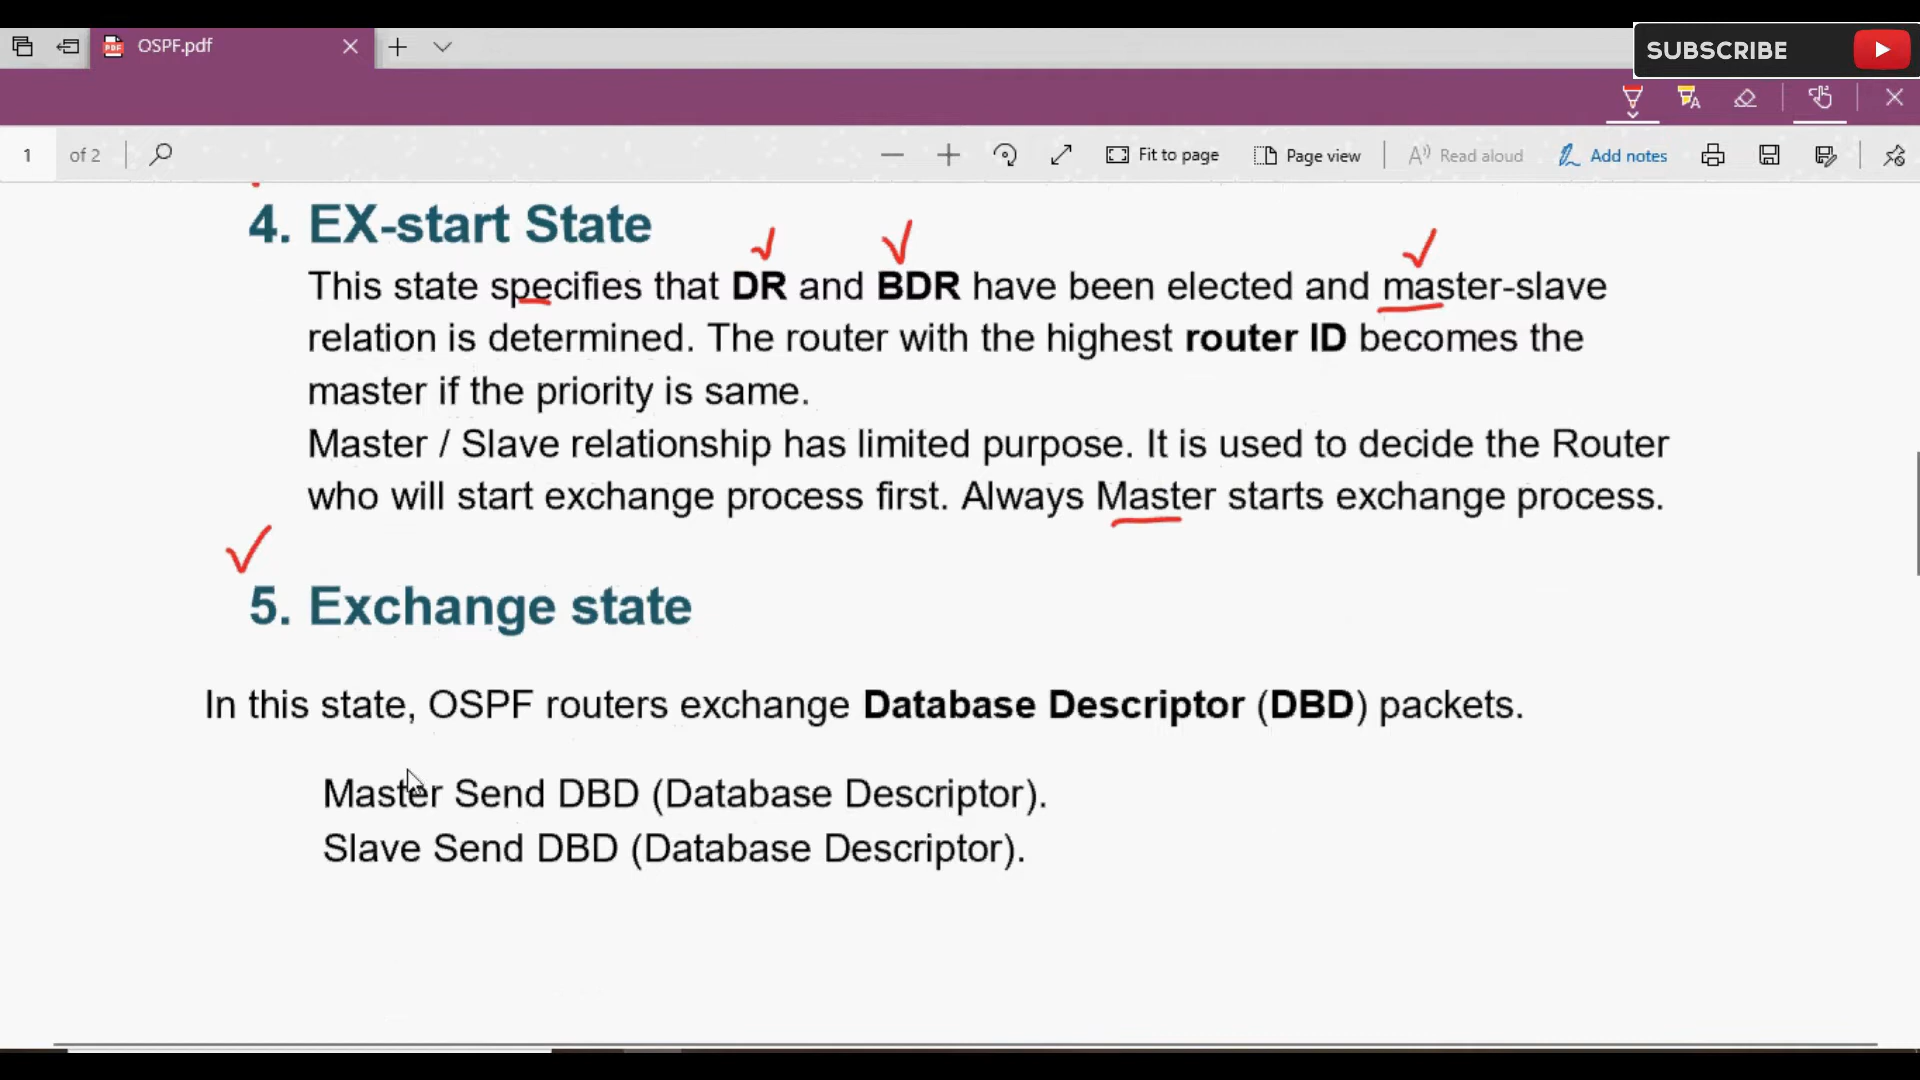 OSPF.pdf
SUBSCRIBE
1 of 2
Fit to page
Page view
Read aloud
Add notes
4. EX-start State
This state specifies that DR and BDR have been elected and master-slave
relation is determined. The router with the highest router ID becomes the
master if the priority is same.
Master / Slave relationship has limited purpose. It is used to decide the Router
who will start exchange process first. Always Master starts exchange process.
5. Exchange state
In this state, OSPF routers exchange Database Descriptor (DBD) packets.
Master Send DBD (Database Descriptor).
Slave Send DBD (Database Descriptor).